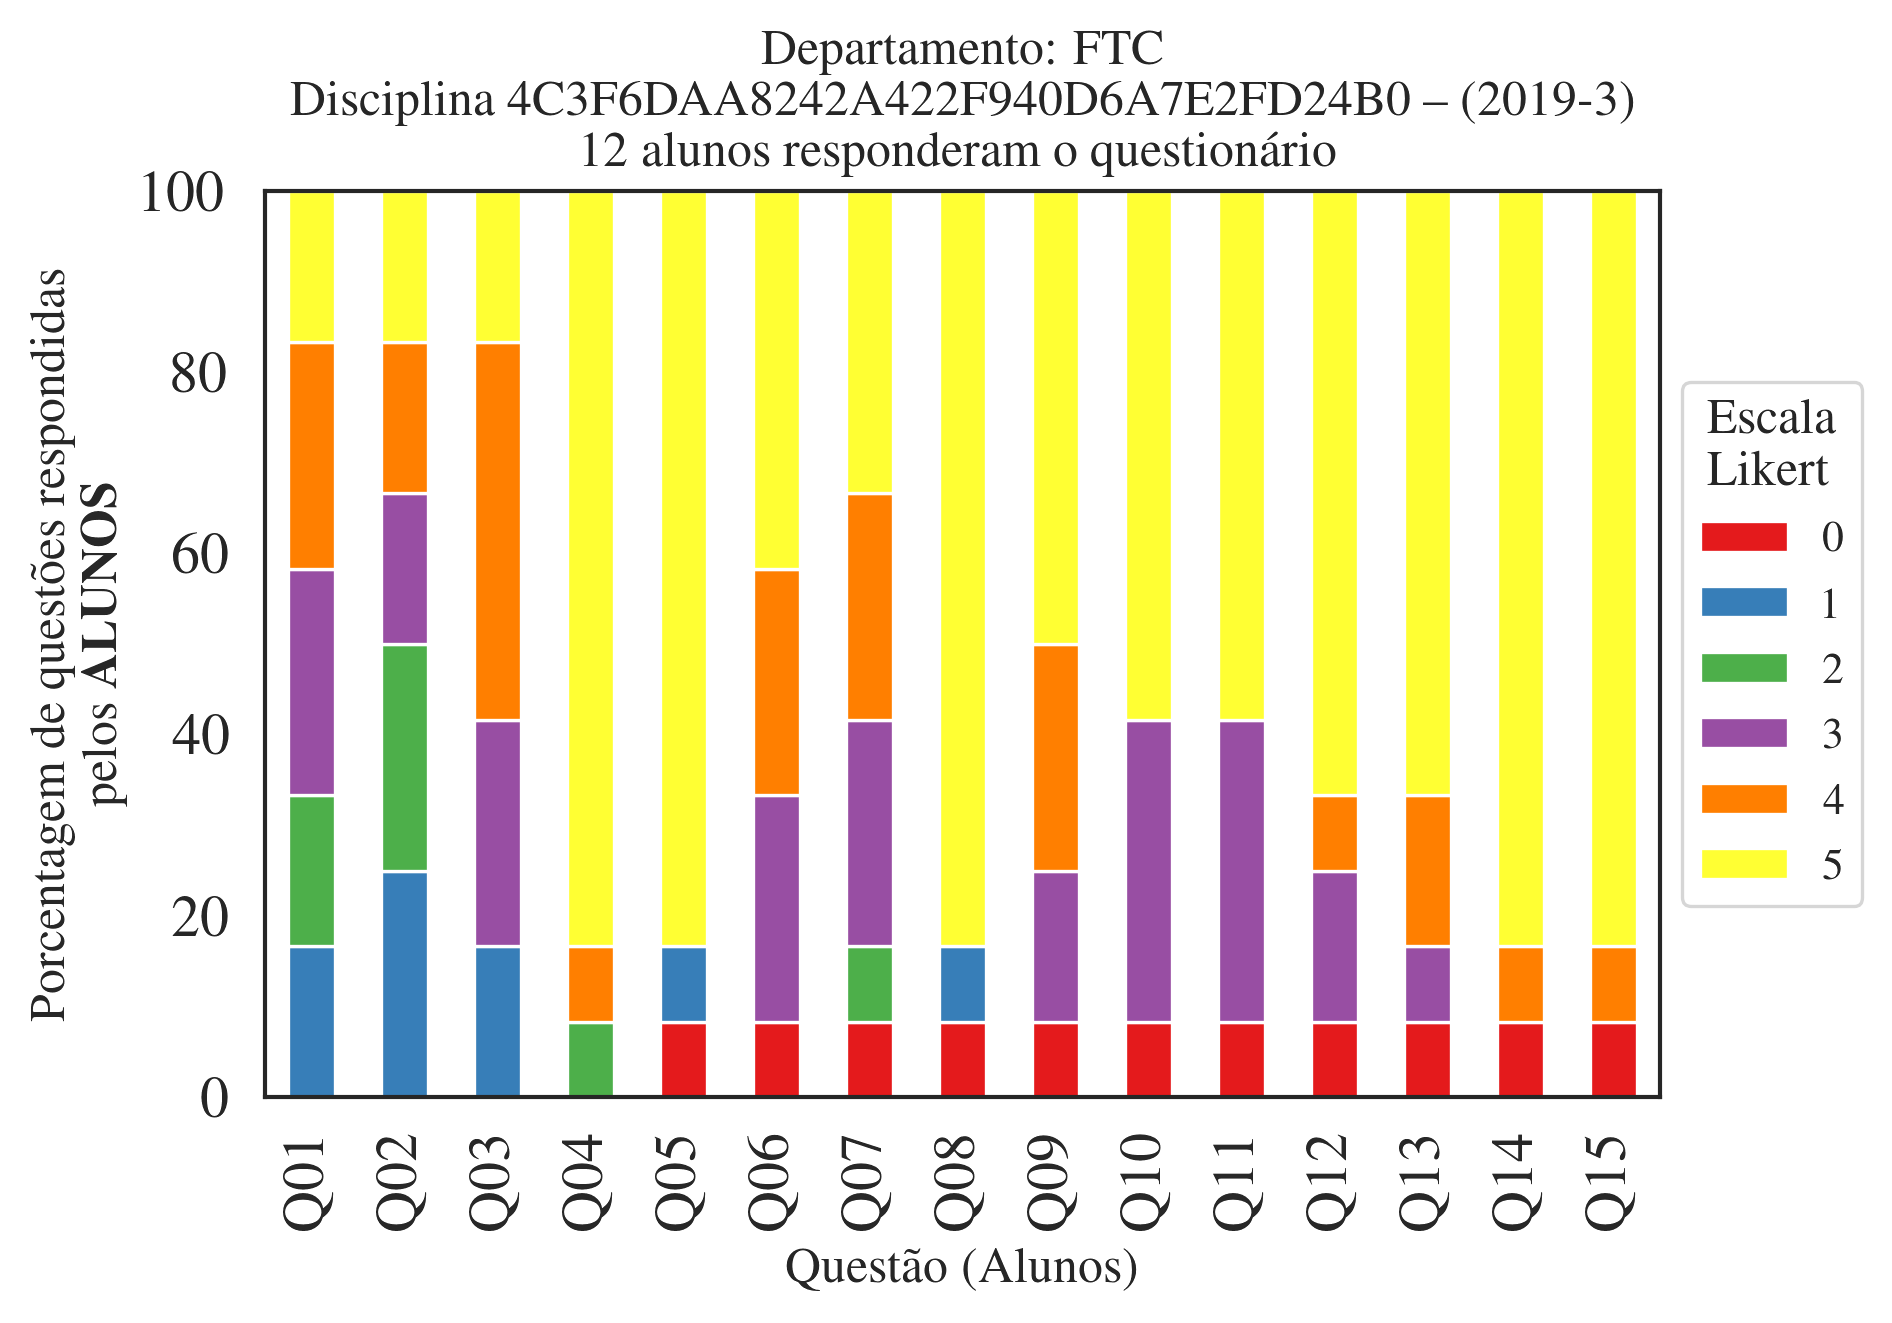 Departamento: FTC
Disciplina 4C3F6DAA8242A422F940D6A7E2FD24B0 – (2019-3)
12 alunos responderam o questionário
Porcentagem de questões respondidas
pelos ALUNOS
100
80
60
40
20
0
Q01
Q02
Q03
Q04
Q05
Q06
Q07
Q08
Q09
Q10
Q11
Q12
Q13
Q14
Q15
Questão (Alunos)
Escala
Likert
0
1
2
3
4
5